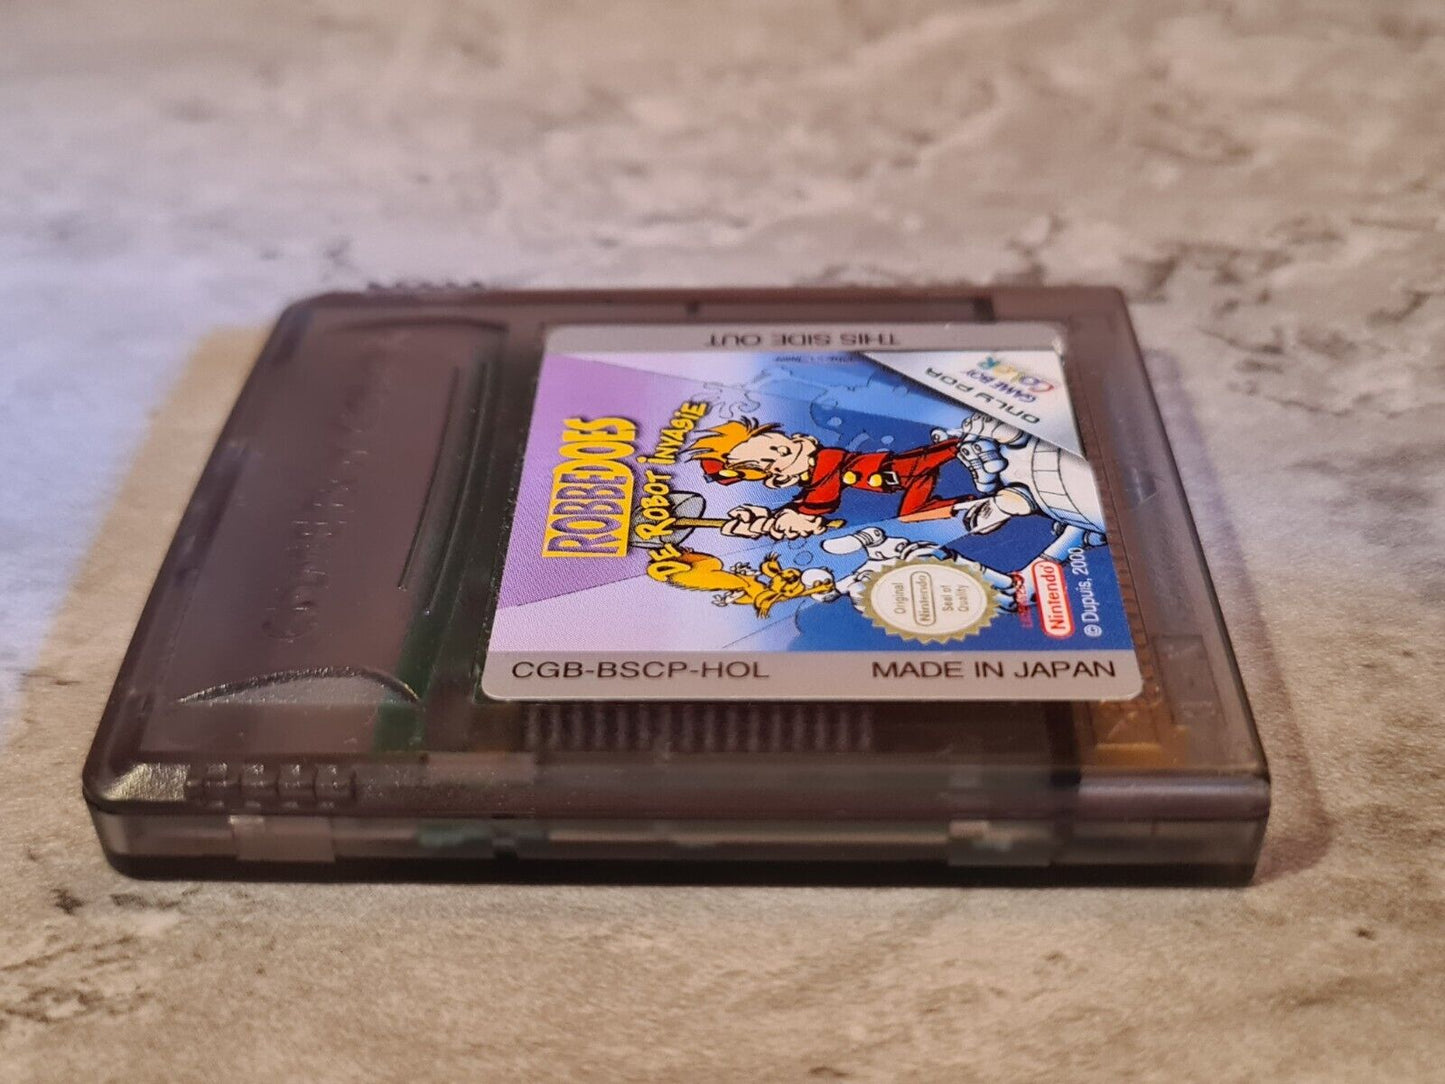 THIS SIDE OUT
ONLY FOR
GAME BOY
COLOR
ROBBEDOES
DE ROBOT INVASIE
Original
Nintendo
Seal of
Quality
Nintendo
© Dupuis, 2000
CGB-BSCP-HOL
MADE IN JAPAN